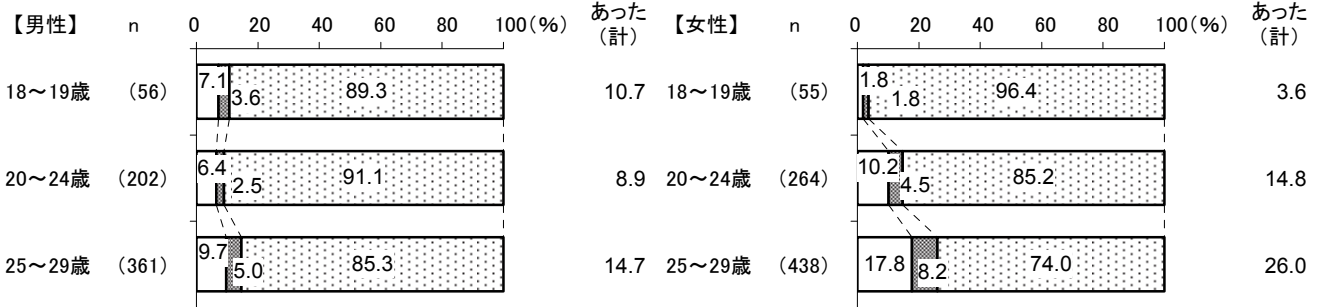 【男性】 n 0 20 40 60 80 100(%) あった(計)
18～19歳 (56) 7.1 3.6 89.3 10.7
20～24歳 (202) 6.4 2.5 91.1 8.9
25～29歳 (361) 9.7 5.0 85.3 14.7
【女性】 n 0 20 40 60 80 100(%) あった(計)
18～19歳 (55) 1.8 1.8 96.4 3.6
20～24歳 (264) 10.2 4.5 85.2 14.8
25～29歳 (438) 17.8 8.2 74.0 26.0